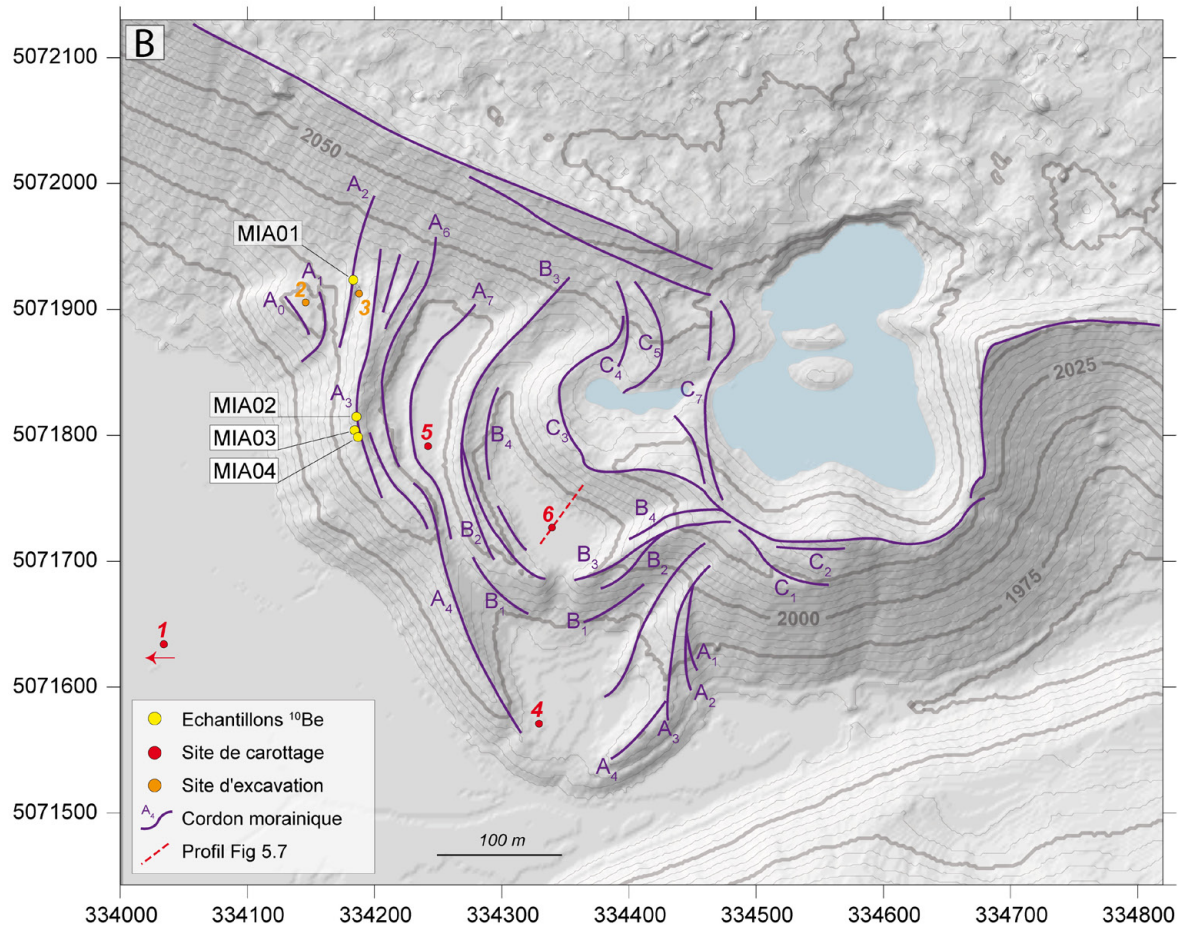 B
5072100
5072000
5071900
5071800
5071700
5071600
5071500
2050
A2
A6
MIA01
B3
A1
2
3
A0
A7
C5
C4
C7
2025
A3
MIA02
MIA03
MIA04
5
B4
C3
6
B4
B2
B3
B2
C2
C1
1975
A4
B1
B1
2000
1
A1
A2
4
A3
A4
Echantillons ¹⁰Be
Site de carottage
Site d'excavation
A4 Cordon morainique
Profil Fig 5.7
100 m
334000 334100 334200 334300 334400 334500 334600 334700 334800